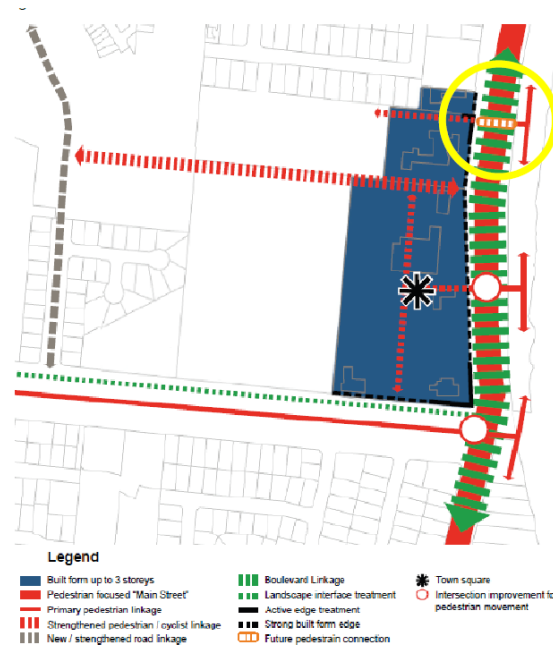 Legend
Built form up to 3 storeys
Pedestrian focused "Main Street"
Primary pedestrian linkage
Strengthened pedestrian / cyclist linkage
New / strengthened road linkage
Boulevard Linkage
Landscape interface treatment
Active edge treatment
Strong built form edge
Future pedestrain connection
Town square
Intersection improvement fo
pedestrian movement